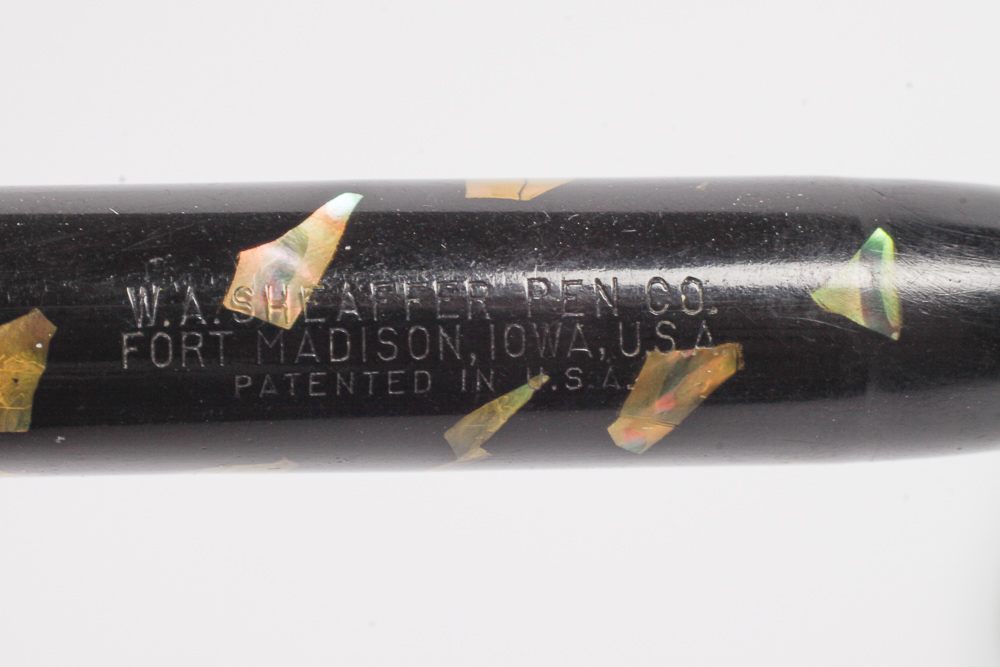 W.A. SHEAFFER PEN CO.
FORT MADISON, IOWA, U.S.A.
PATENTED IN U.S.A.